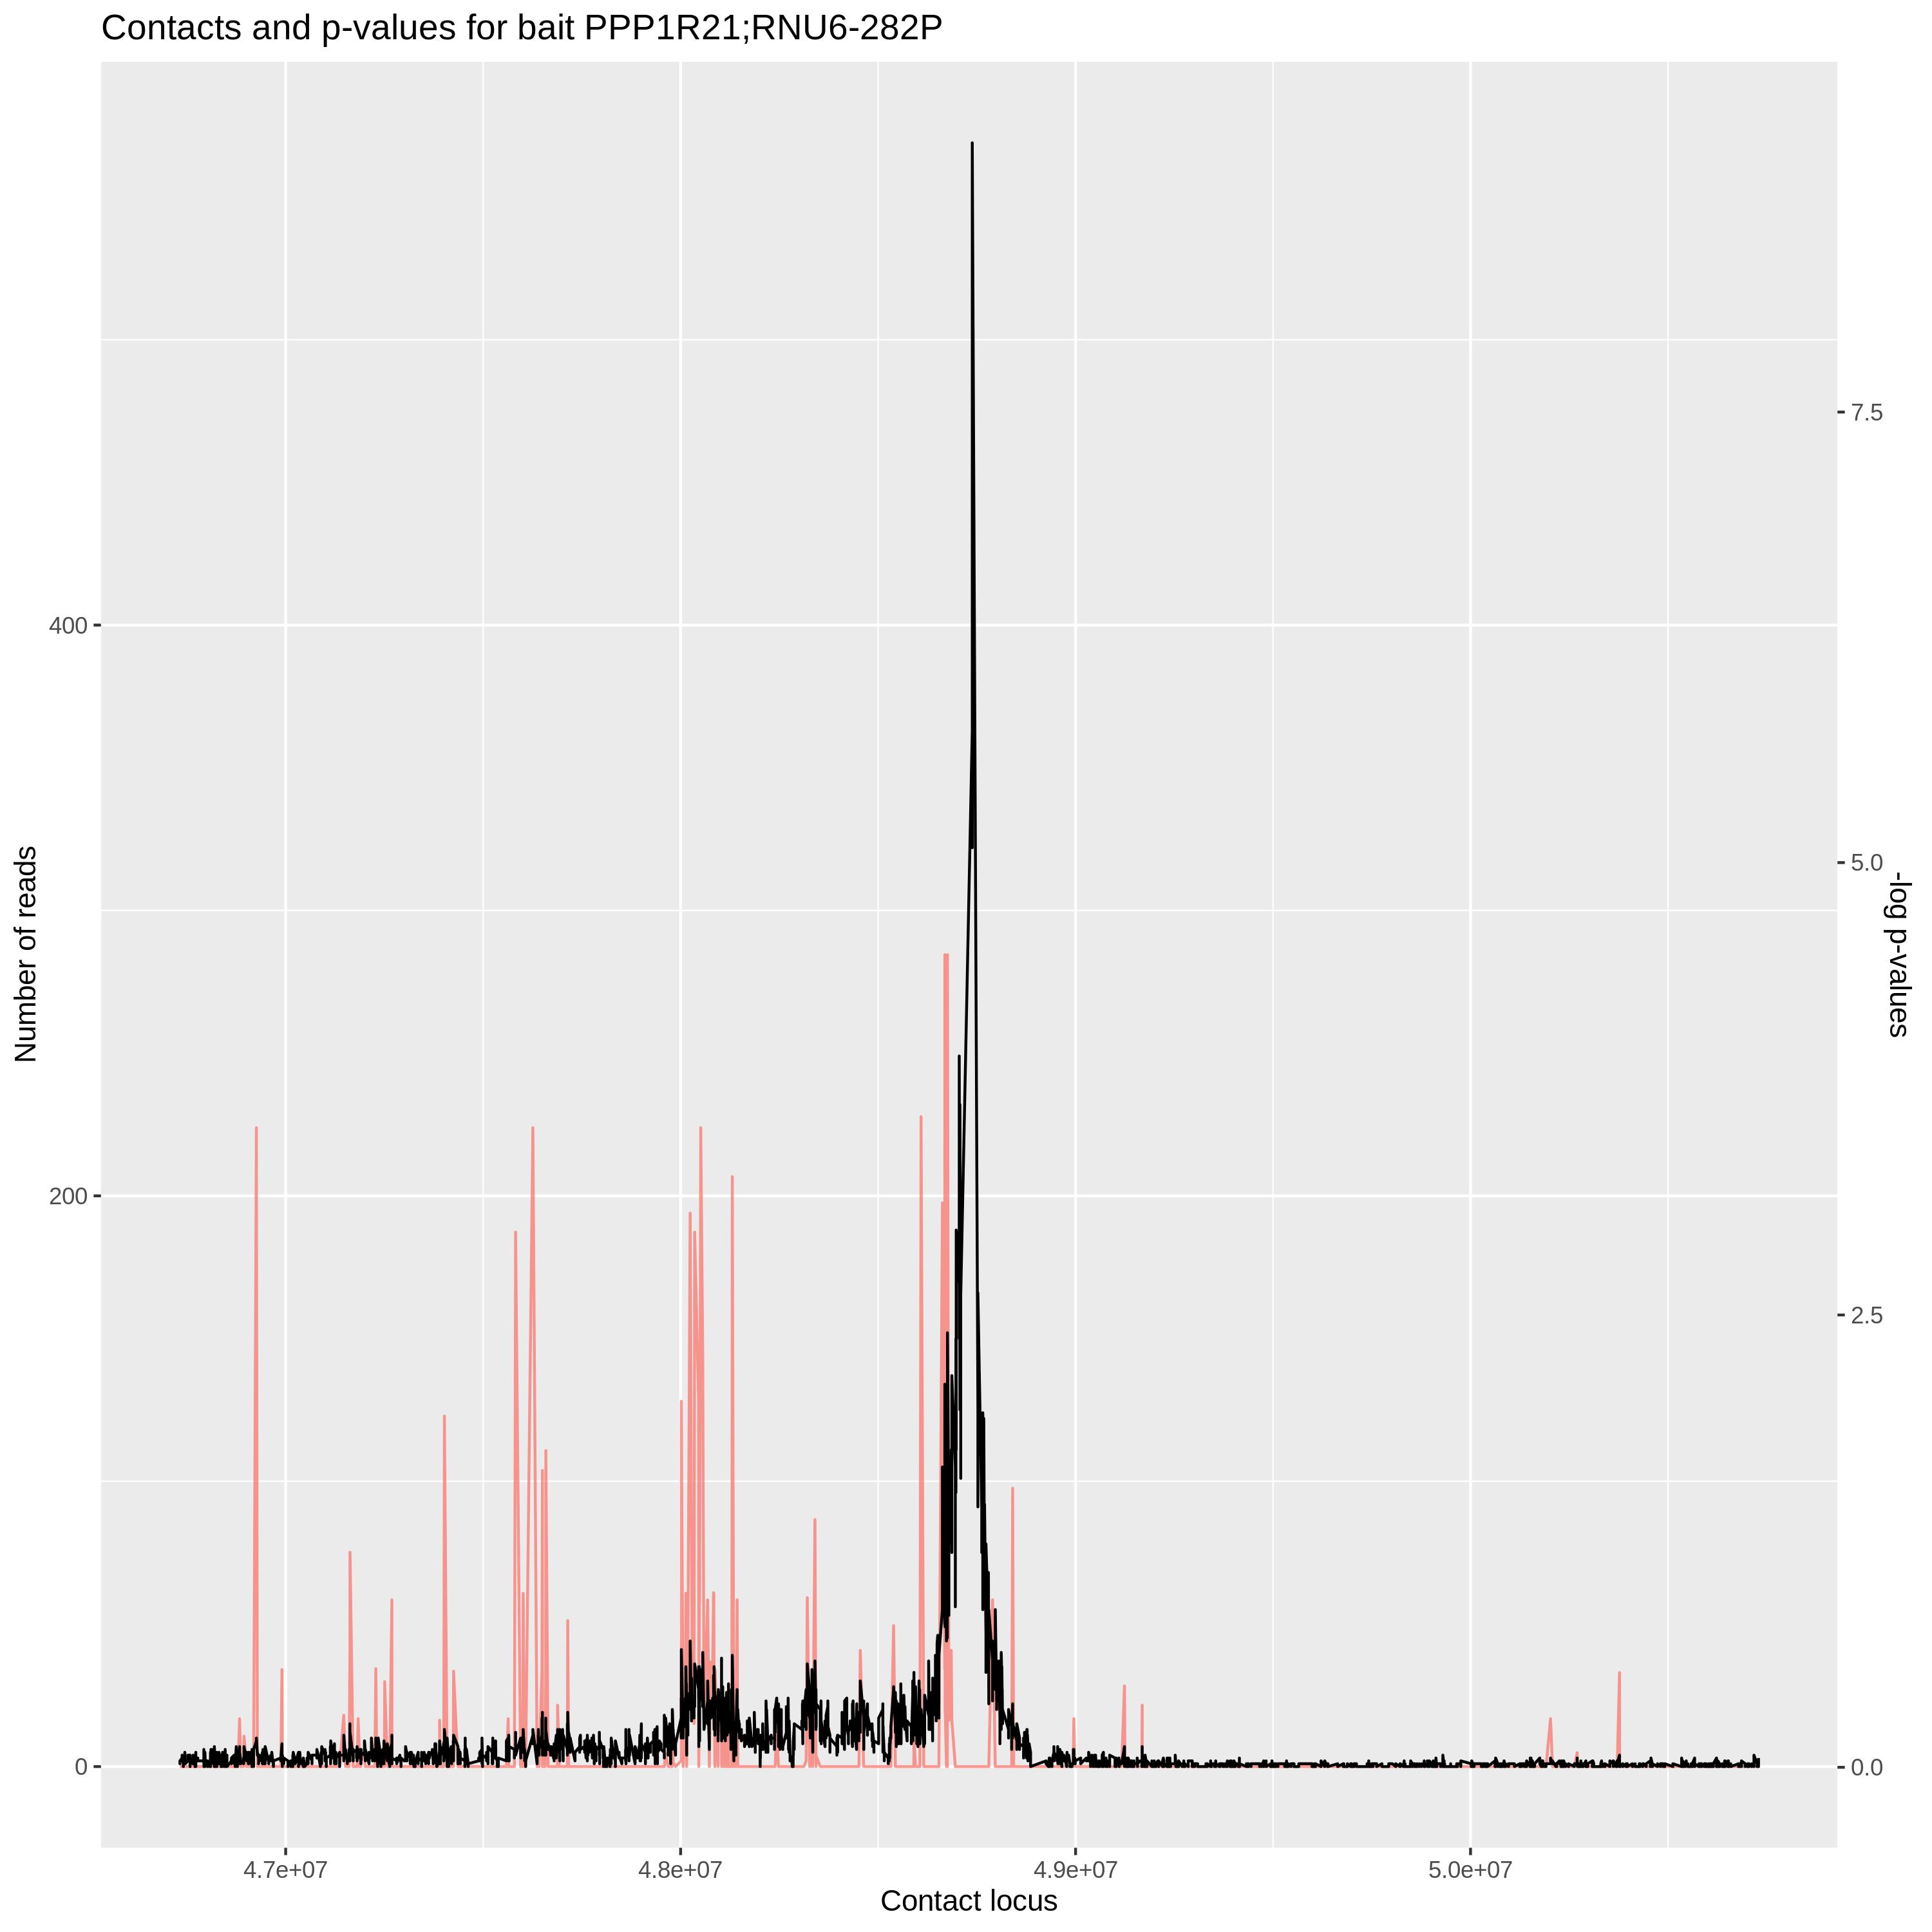 Contacts and p-values for bait PPP1R21;RNU6-282P
Number of reads
400
200
0
7.5
5.0
2.5
0.0
-log p-values
4.7e+07
4.8e+07
4.9e+07
5.0e+07
Contact locus